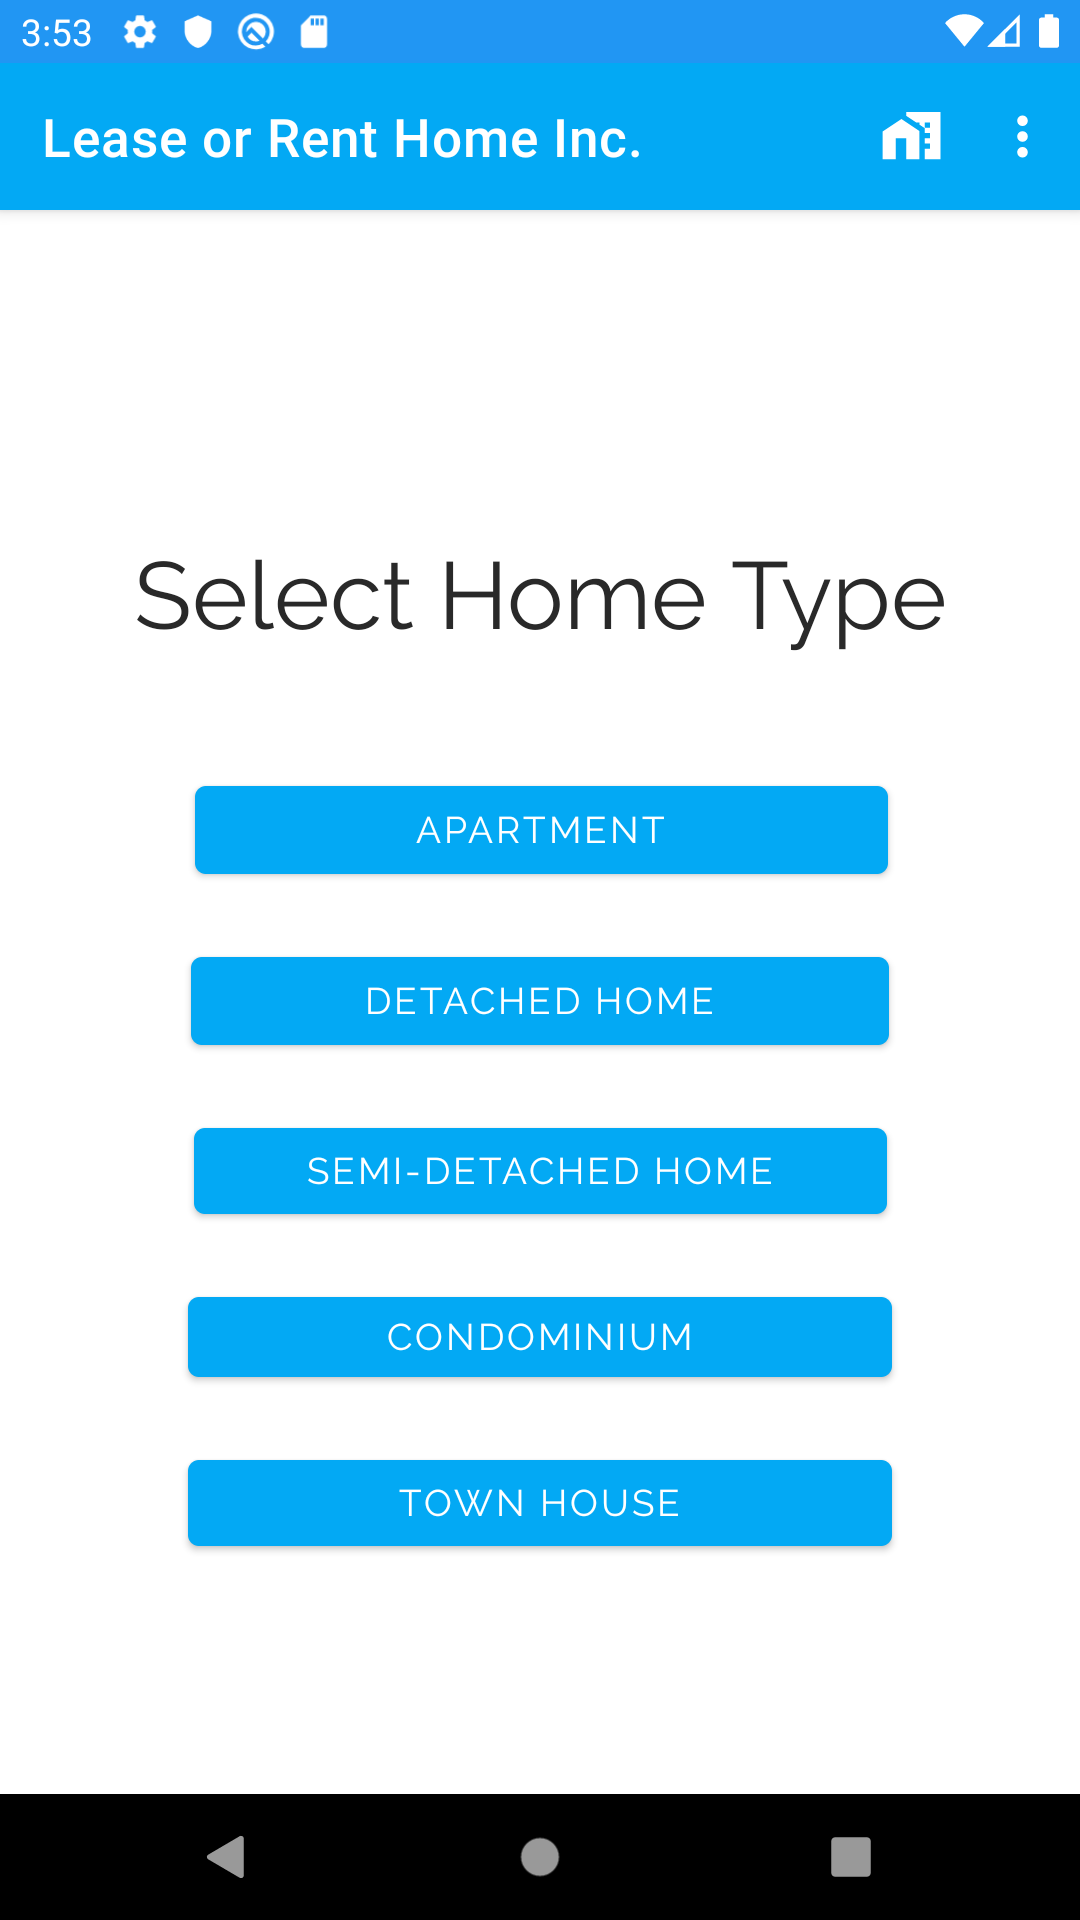 3:53
Lease or Rent Home Inc.
Select Home Type
APARTMENT
DETACHED HOME
SEMI-DETACHED HOME
CONDOMINIUM
TOWN HOUSE